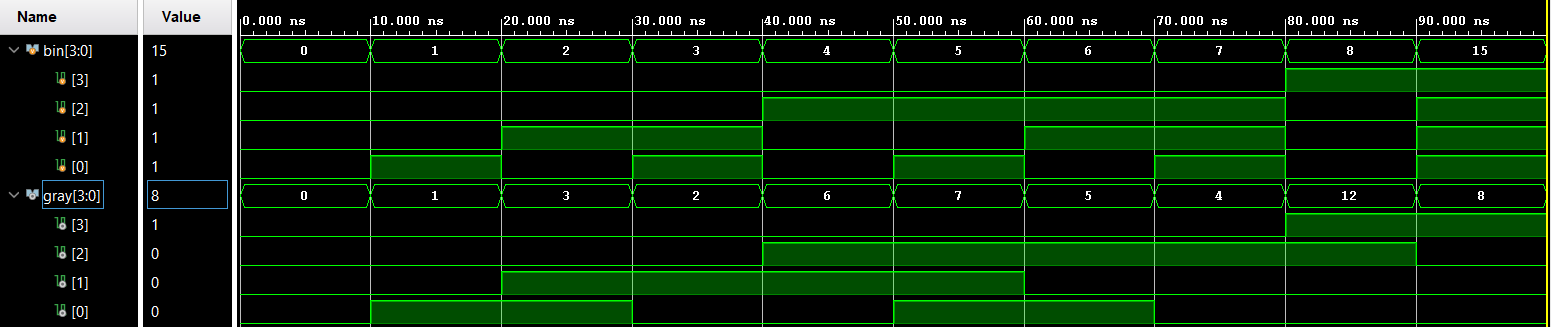 Name Value 0.000 ns 10.000 ns 20.000 ns 30.000 ns 40.000 ns 50.000 ns 60.000 ns 70.000 ns 80.000 ns 90.000 ns
bin[3:0] 15 0 1 2 3 4 5 6 7 8 15
[3] 1
[2] 1
[1] 1
[0] 1
gray[3:0] 8 0 1 3 2 6 7 5 4 12 8
[3] 1
[2] 0
[1] 0
[0] 0